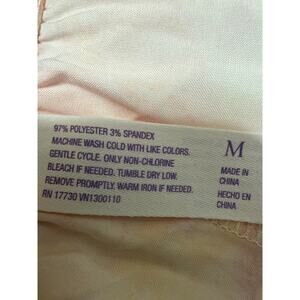 97% POLYESTER 3% SPANDEX
MACHINE WASH COLD WITH LIKE COLORS.
GENTLE CYCLE. ONLY NON-CHLORINE
BLEACH IF NEEDED. TUMBLE DRY LOW.
REMOVE PROMPTLY. WARM IRON IF NEEDED.
RN 17730 VN1300110
M
MADE IN
CHINA
HECHO EN
CHINA